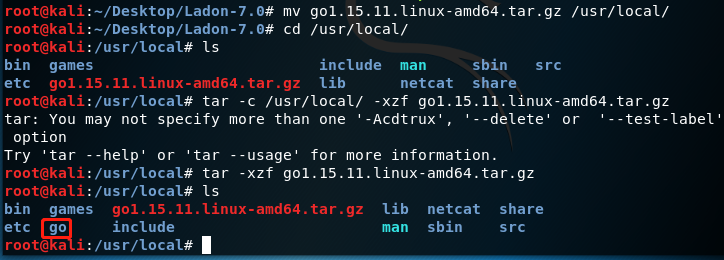 root@kali:~/Desktop/Ladon-7.0# mv go1.15.11.linux-amd64.tar.gz /usr/local/
root@kali:~/Desktop/Ladon-7.0# cd /usr/local/
root@kali:/usr/local# ls
bin  games                          include  man     sbin   src
etc  go1.15.11.linux-amd64.tar.gz  lib      netcat  share
root@kali:/usr/local# tar -c /usr/local/ -xzf go1.15.11.linux-amd64.tar.gz
tar: You may not specify more than one '-Acdtrux', '--delete' or  '--test-label'
 option
Try 'tar --help' or 'tar --usage' for more information.
root@kali:/usr/local# tar -xzf go1.15.11.linux-amd64.tar.gz
root@kali:/usr/local# ls
bin  games  go1.15.11.linux-amd64.tar.gz  lib  netcat  share
etc  go     include                       man  sbin    src
root@kali:/usr/local#